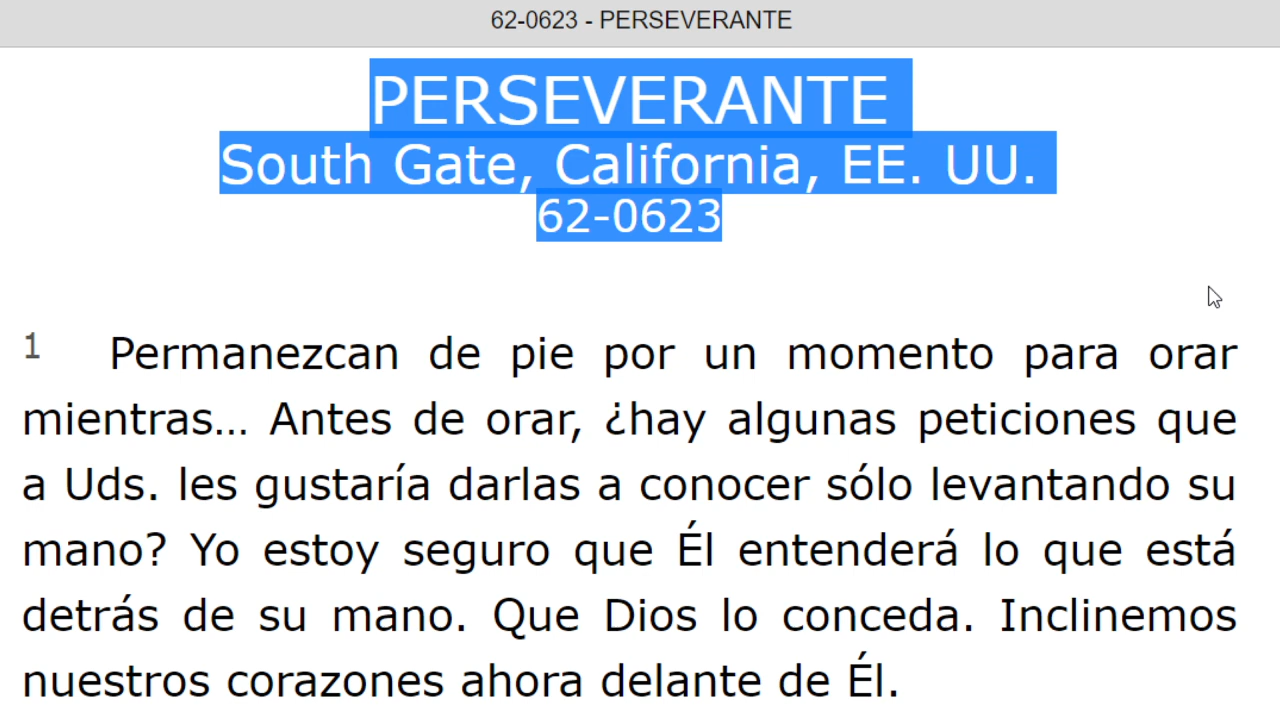 62-0623 - PERSEVERANTE
PERSEVERANTE
South Gate, California, EE. UU.
62-0623
1 Permanezcan de pie por un momento para orar
mientras… Antes de orar, ¿hay algunas peticiones que
a Uds. les gustaría darlas a conocer sólo levantando su
mano? Yo estoy seguro que Él entenderá lo que está
detrás de su mano. Que Dios lo conceda. Inclinemos
nuestros corazones ahora delante de Él.